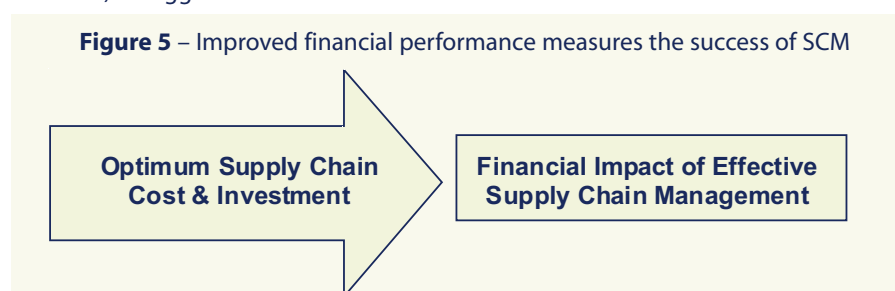 Figure 5 – Improved financial performance measures the success of SCM
Optimum Supply Chain
Cost & Investment
Financial Impact of Effective
Supply Chain Management